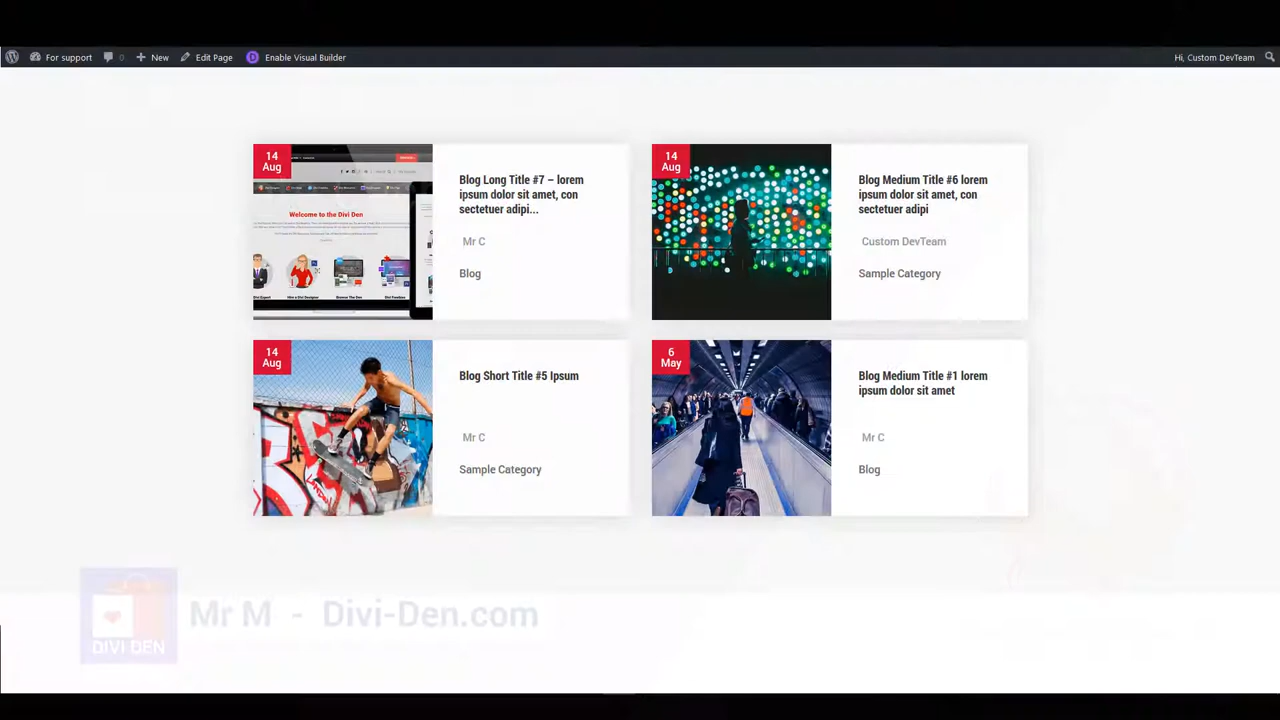 For support
0
New
Edit Page
D
Enable Visual Builder
Hi, Custom DevTeam
14
Aug
Welcome to the Divi Den
Blog Long Title #7 – lorem
ipsum dolor sit amet, con
sectetuer adipi...
Mr C
Blog
14
Aug
Blog Medium Title #6 lorem
ipsum dolor sit amet, con
sectetuer adipi
Custom DevTeam
Sample Category
14
Aug
Blog Short Title #5 Ipsum
Mr C
Sample Category
6
May
Blog Medium Title #1 lorem
ipsum dolor sit amet
Mr C
Blog
Mr M - Divi-Den.com
DIVI DEN